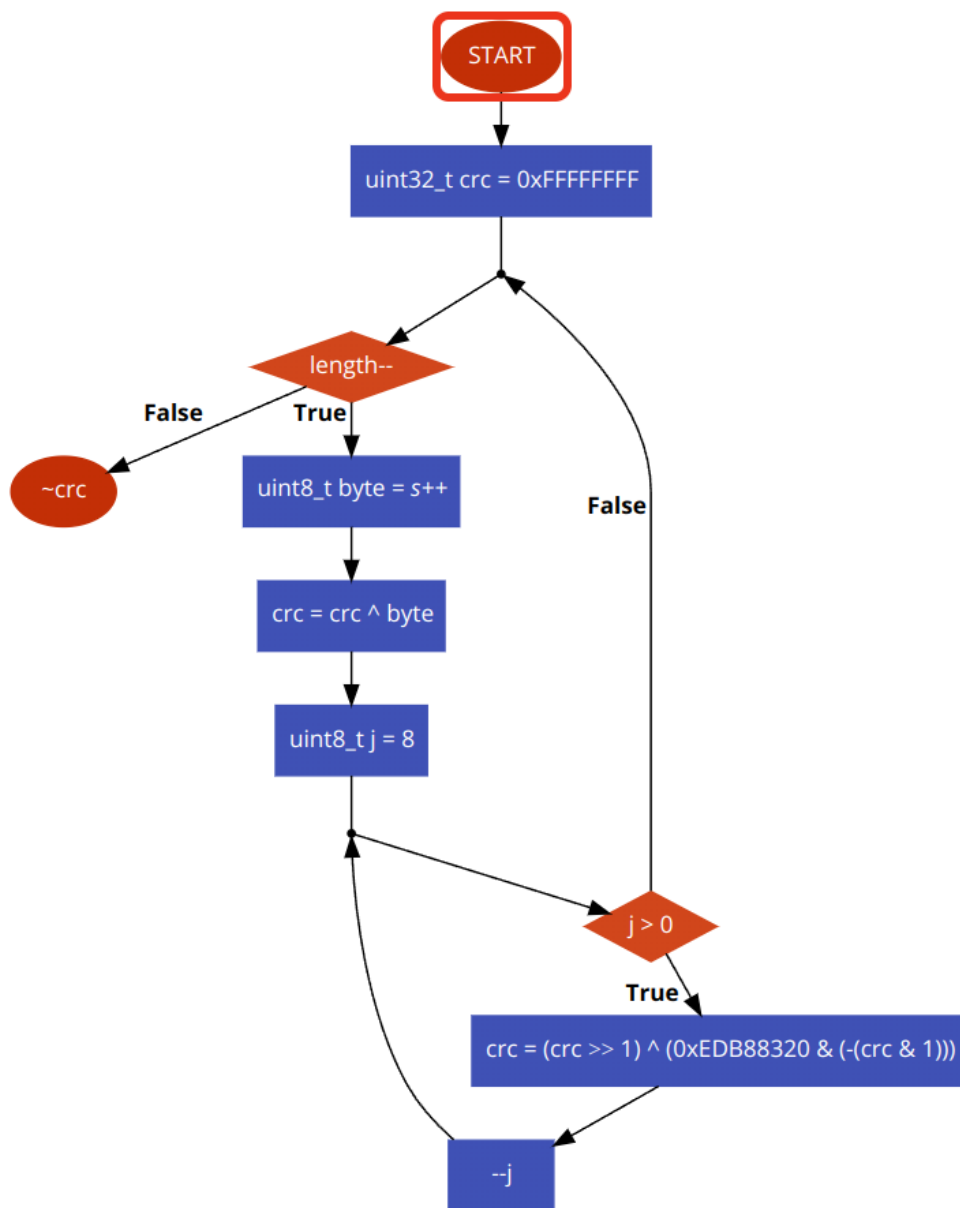 START
uint32_t crc = 0xFFFFFFFF
length--
False
True
~crc
uint8_t byte = s++
False
crc = crc ^ byte
uint8_t j = 8
j > 0
True
crc = (crc >> 1) ^ (0xEDB88320 & (-(crc & 1)))
--j